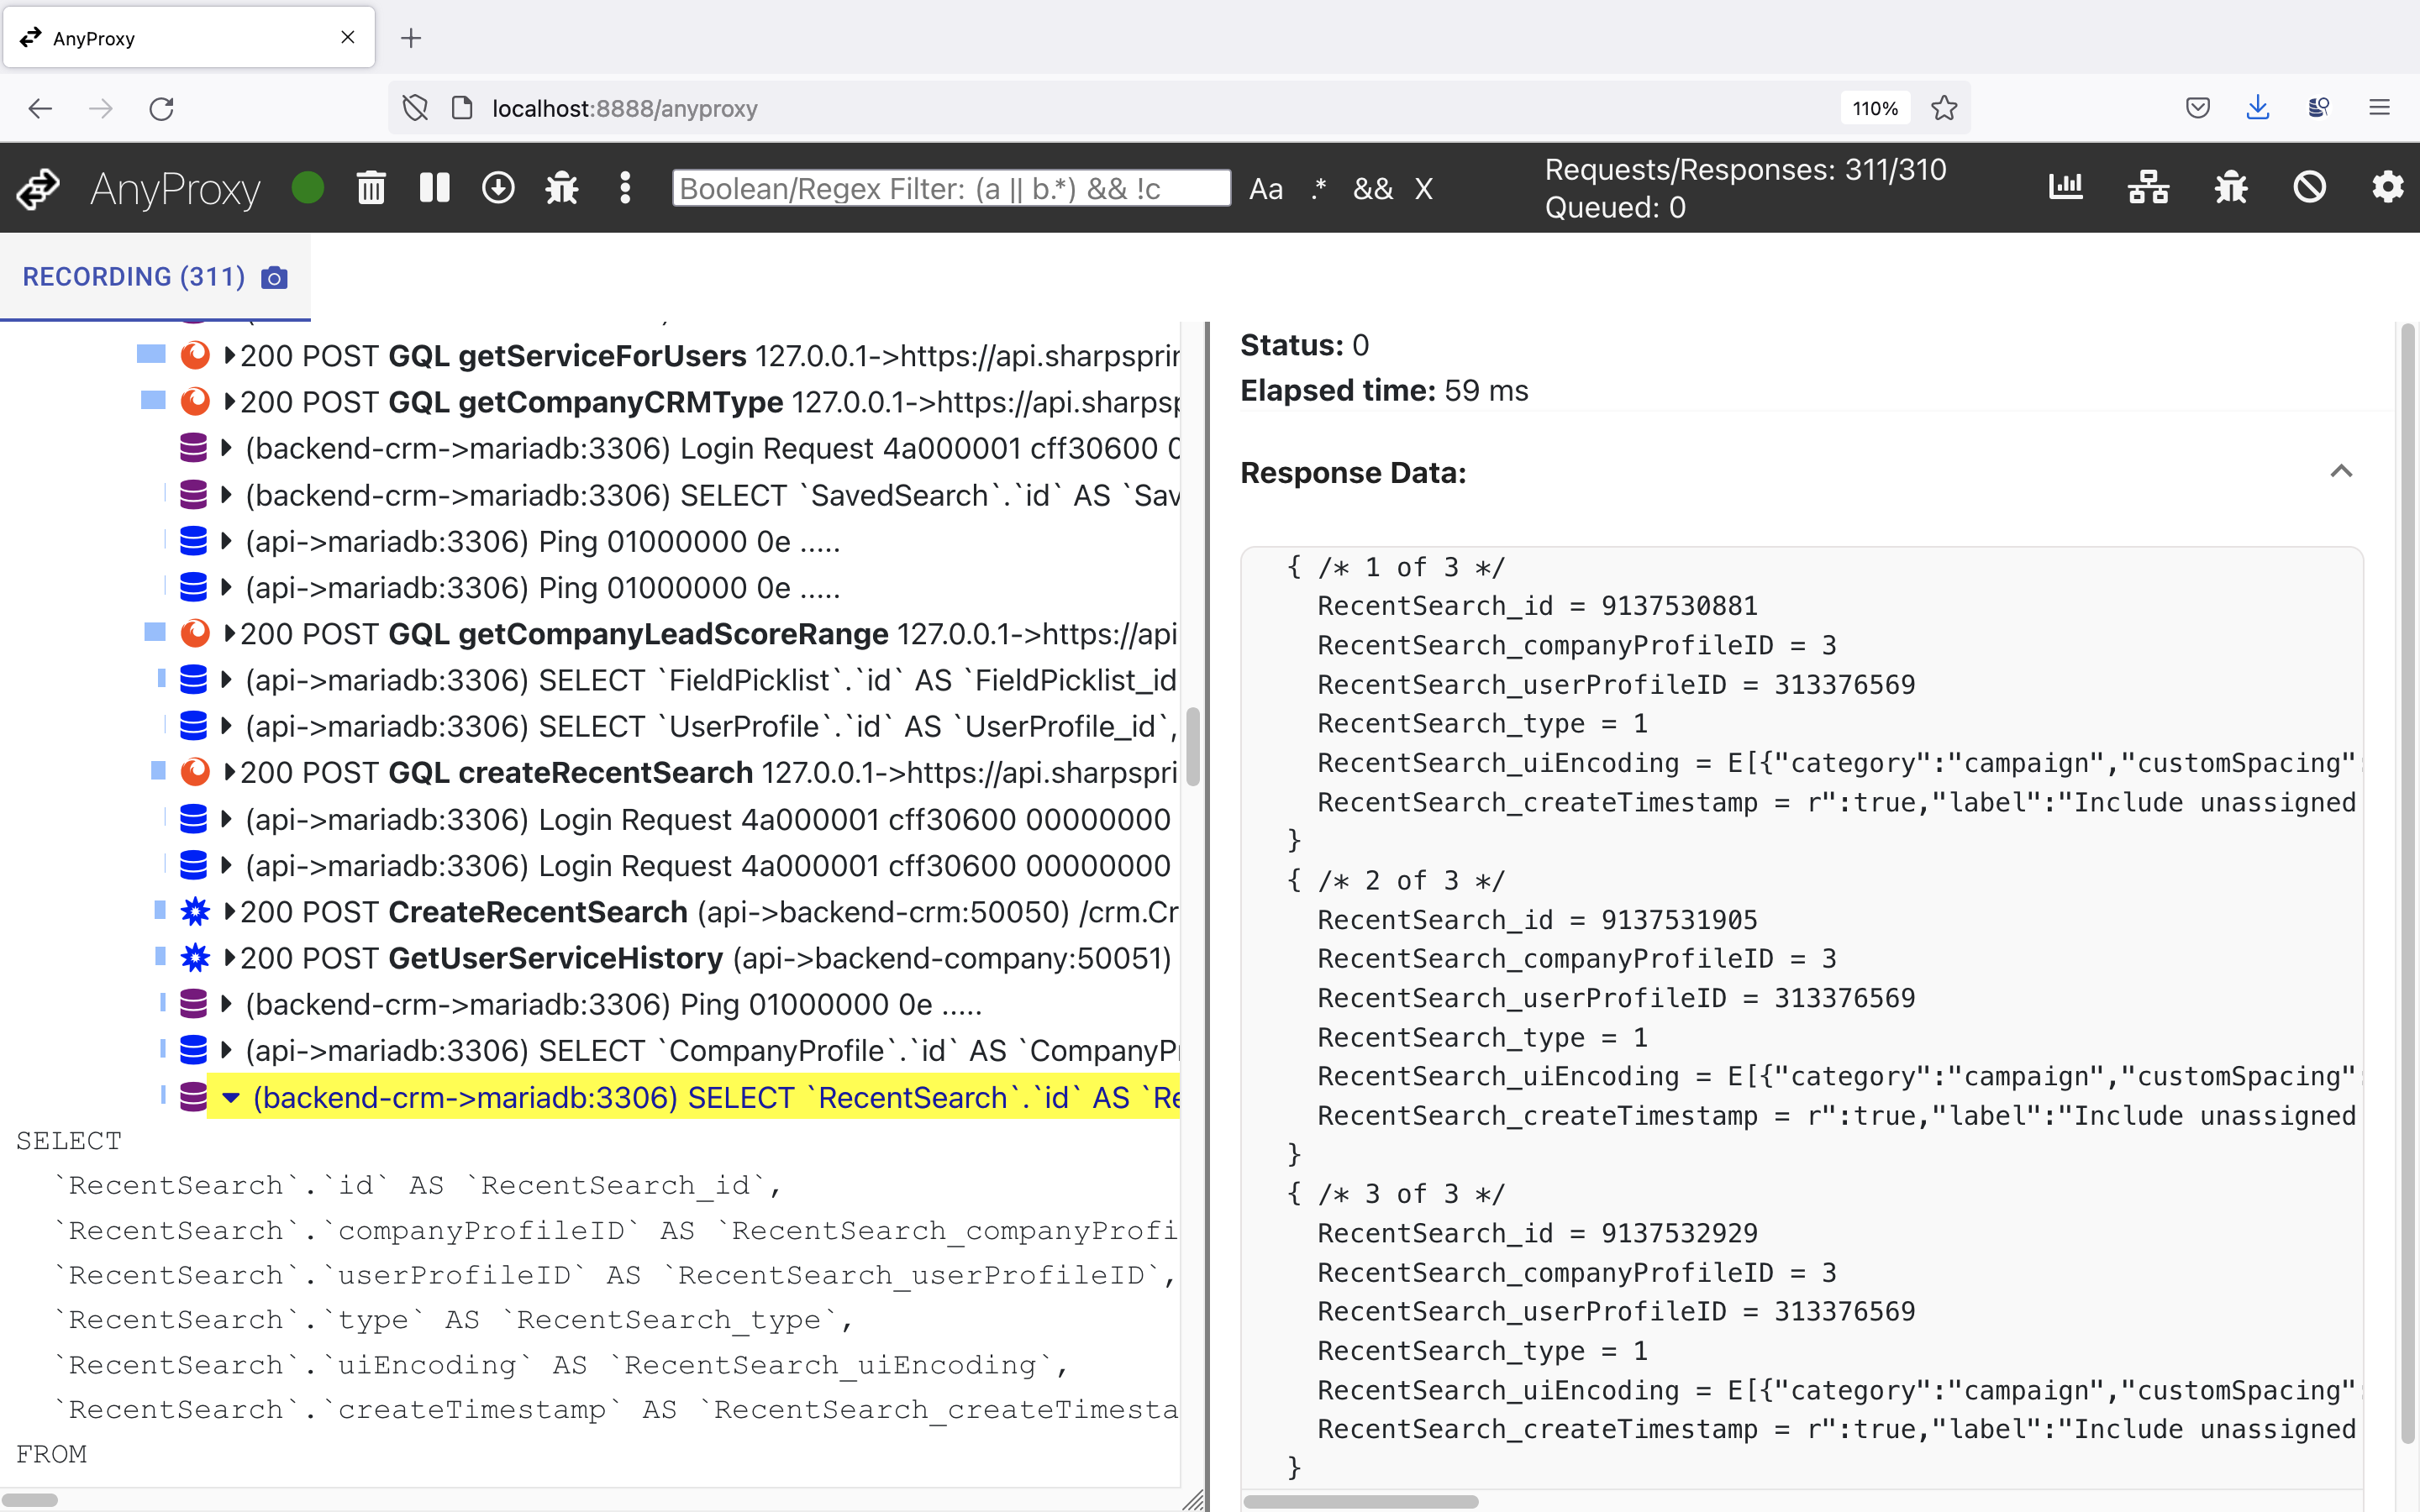 AnyProxy
localhost:8888/anyproxy
110%
AnyProxy
Boolean/Regex Filter: (a || b.*) && !c
Aa .* && X
Requests/Responses: 311/310
Queued: 0
RECORDING (311)
200 POST GQL getServiceForUsers 127.0.0.1->https://api.sharpsprin
200 POST GQL getCompanyCRMType 127.0.0.1->https://api.sharpsp
(backend-crm->mariadb:3306) Login Request 4a000001 cff30600 0
(backend-crm->mariadb:3306) SELECT `SavedSearch`.`id` AS `Sav
(api->mariadb:3306) Ping 01000000 0e .....
(api->mariadb:3306) Ping 01000000 0e .....
200 POST GQL getCompanyLeadScoreRange 127.0.0.1->https://api
(api->mariadb:3306) SELECT `FieldPicklist`.`id` AS `FieldPicklist_id
(api->mariadb:3306) SELECT `UserProfile`.`id` AS `UserProfile_id`,
200 POST GQL createRecentSearch 127.0.0.1->https://api.sharpspri
(api->mariadb:3306) Login Request 4a000001 cff30600 00000000
(api->mariadb:3306) Login Request 4a000001 cff30600 00000000
200 POST CreateRecentSearch (api->backend-crm:50050) /crm.Cr
200 POST GetUserServiceHistory (api->backend-company:50051)
(backend-crm->mariadb:3306) Ping 01000000 0e .....
(api->mariadb:3306) SELECT `CompanyProfile`.`id` AS `CompanyP
(backend-crm->mariadb:3306) SELECT `RecentSearch`.`id` AS `Re
SELECT
`RecentSearch`.`id` AS `RecentSearch_id`,
`RecentSearch`.`companyProfileID` AS `RecentSearch_companyProfi
`RecentSearch`.`userProfileID` AS `RecentSearch_userProfileID`,
`RecentSearch`.`type` AS `RecentSearch_type`,
`RecentSearch`.`uiEncoding` AS `RecentSearch_uiEncoding`,
`RecentSearch`.`createTimestamp` AS `RecentSearch_createTimesta
FROM
Status: 0
Elapsed time: 59 ms
Response Data:
{ /* 1 of 3 */
RecentSearch_id = 9137530881
RecentSearch_companyProfileID = 3
RecentSearch_userProfileID = 313376569
RecentSearch_type = 1
RecentSearch_uiEncoding = E[{"category":"campaign","customSpacing":
RecentSearch_createTimestamp = r":true,"label":"Include unassigned
}
{ /* 2 of 3 */
RecentSearch_id = 9137531905
RecentSearch_companyProfileID = 3
RecentSearch_userProfileID = 313376569
RecentSearch_type = 1
RecentSearch_uiEncoding = E[{"category":"campaign","customSpacing":
RecentSearch_createTimestamp = r":true,"label":"Include unassigned
}
{ /* 3 of 3 */
RecentSearch_id = 9137532929
RecentSearch_companyProfileID = 3
RecentSearch_userProfileID = 313376569
RecentSearch_type = 1
RecentSearch_uiEncoding = E[{"category":"campaign","customSpacing":
RecentSearch_createTimestamp = r":true,"label":"Include unassigned
}